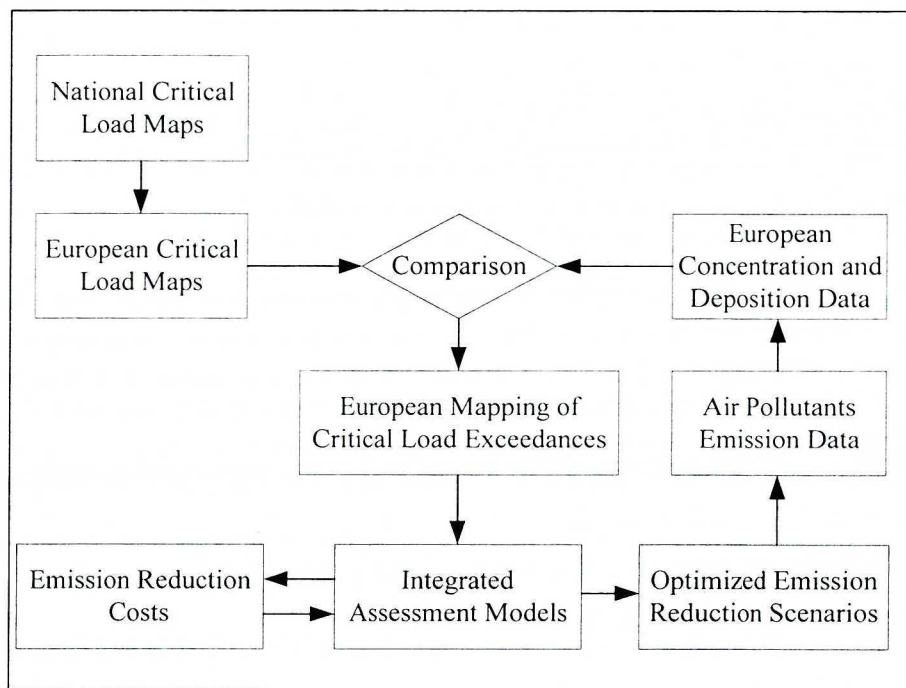 National Critical
Load Maps
European Critical
Load Maps
Comparison
European
Concentration and
Deposition Data
European Mapping of
Critical Load Exceedances
Air Pollutants
Emission Data
Emission Reduction
Costs
Integrated
Assessment Models
Optimized Emission
Reduction Scenarios